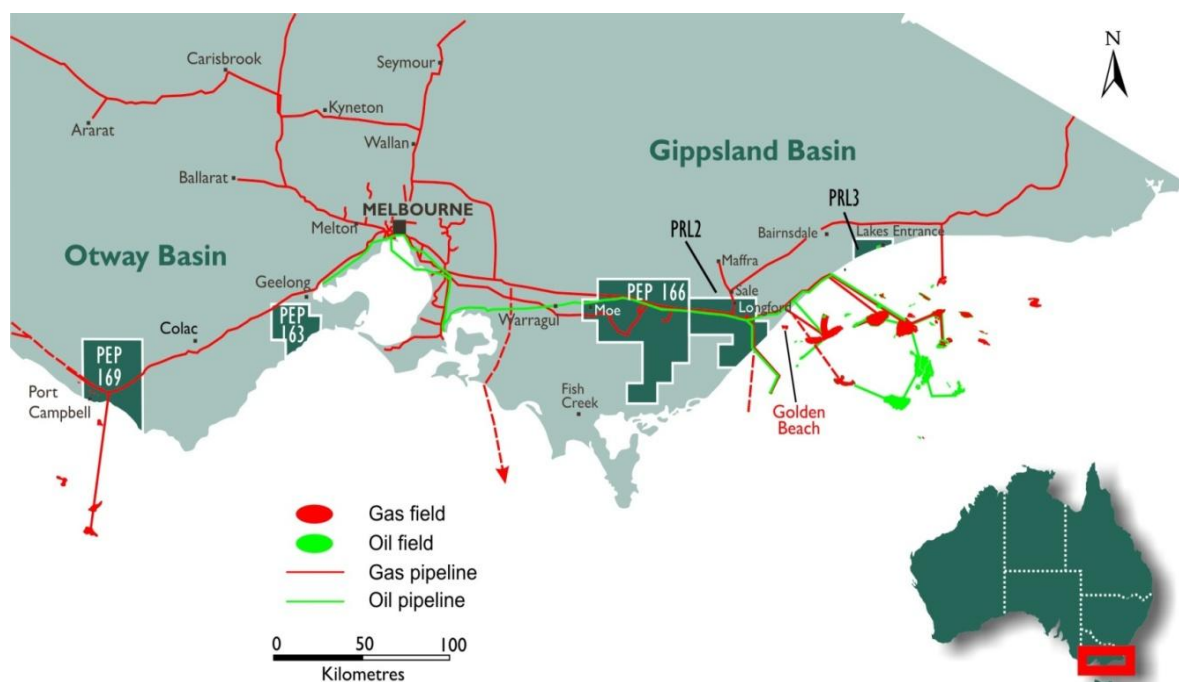 N
Carisbrook
Seymour
Kyneton
Ararat
Wallan
Gippsland Basin
Ballarat
PRL3
MELBOURNE
Melton
PRL2
Bairnsdale
Lakes Entrance
Otway Basin
Maffra
Geelong
Sale
PEP 166
Longford
Moe
Warragul
PEP
163
Colac
PEP
169
Port
Campbell
Fish
Creek
Golden
Beach
Gas field
Oil field
Gas pipeline
Oil pipeline
0 50 100
Kilometres